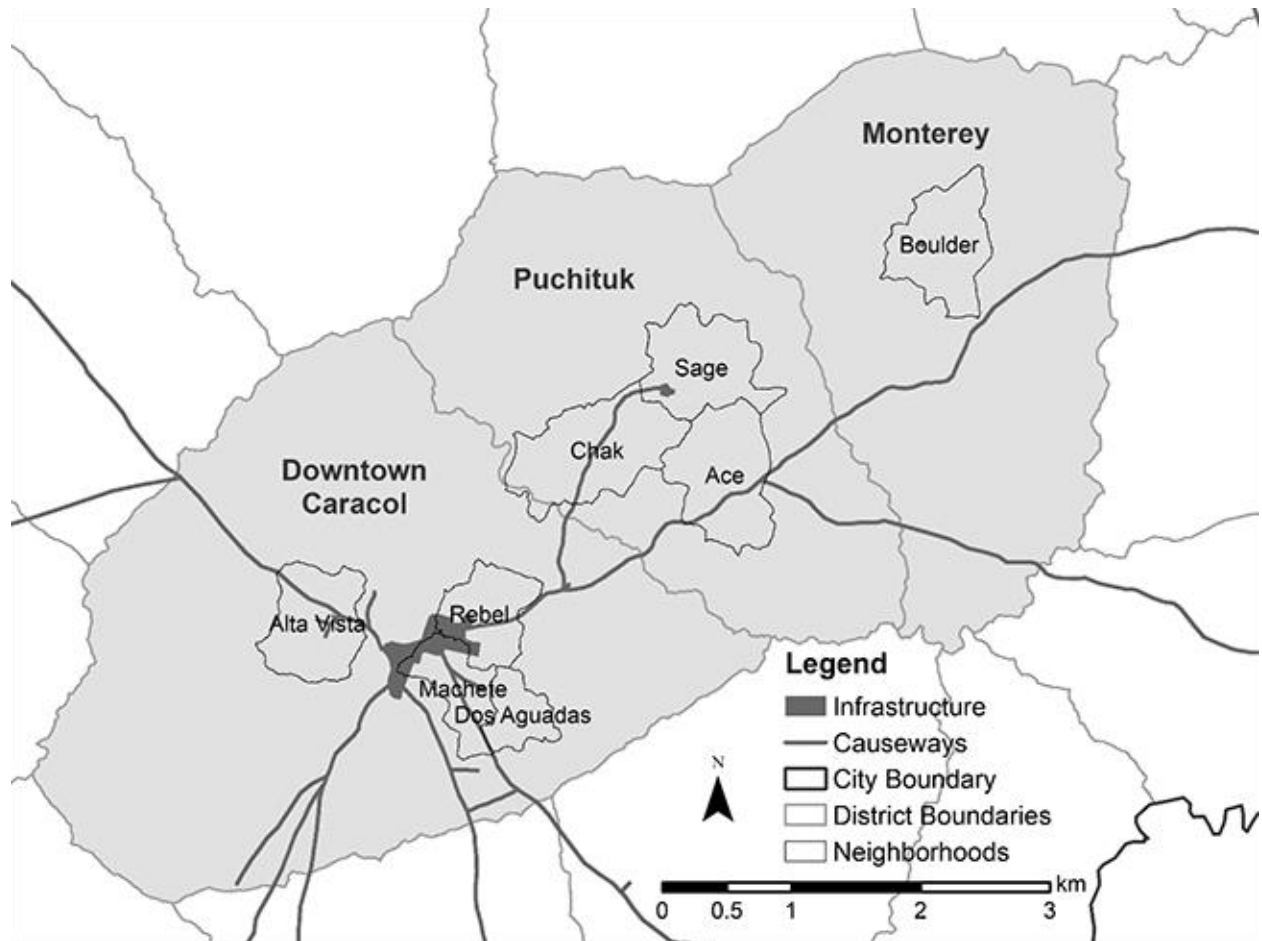 Monterey
Boulder
Puchituk
Sage
Chak
Ace
Downtown
Caracol
Rebel
Alta Vista
Machete
Dos Aguadas
N
Legend
Infrastructure
Causeways
City Boundary
District Boundaries
Neighborhoods
km
0 0.5 1 2 3